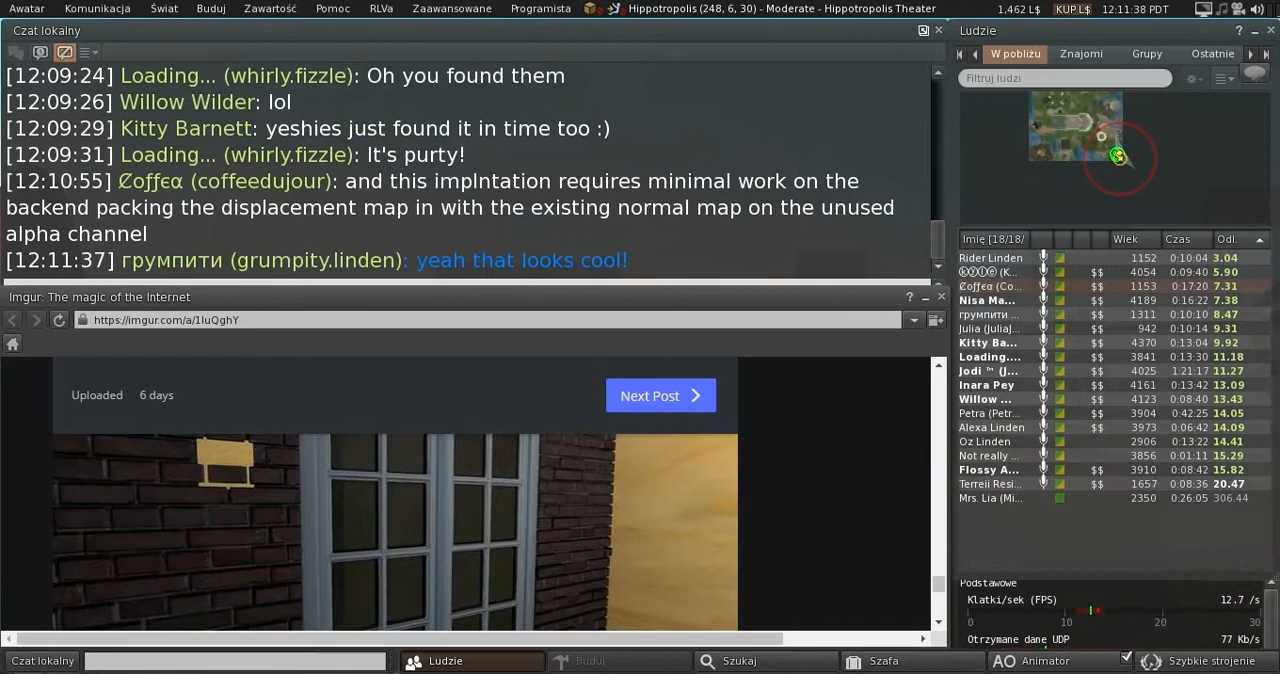 Awatar Komunikacja Świat Buduj Zawartość Pomoc RLVa Zaawansowane Programista Hippotropolis (248, 6, 30) - Moderate - Hippotropolis Theater 1,462 L$ KUP L$ 12:11:38 PDT
Czat lokalny
[12:09:24] Loading... (whirly.fizzle): Oh you found them
[12:09:26] Willow Wilder: lol
[12:09:29] Kitty Barnett: yeshies just found it in time too :)
[12:09:31] Loading... (whirly.fizzle): It's purty!
[12:10:55] Ȼoƒƒєα (coffeedujour): and this implntation requires minimal work on the
backend packing the displacement map in with the existing normal map on the unused
alpha channel
[12:11:37] грумпити (grumpity.linden): yeah that looks cool!
Imgur: The magic of the Internet
https://imgur.com/a/1IuQghY
Uploaded 6 days
Next Post
Ludzie
W pobliżu Znajomi Grupy Ostatnie
Filtruj ludzi
Imię [18/18/ Wiek Czas Odl.
Rider Linden 1152 0:10:04 3.04
ⓚⓨⓛⓔ (K... $$ 4054 0:09:40 5.90
Ȼoƒƒєα (Co... $$ 1153 0:17:20 7.31
Nisa Ma... $$ 4189 0:16:22 7.38
грумпити ... $$ 1311 0:10:10 8.47
Julia (JuliaJ... $$ 942 0:10:14 9.31
Kitty Ba... $$ 4370 0:13:04 9.92
Loading.... $$ 3841 0:13:30 11.18
Jodi ™ (J... $$ 4025 1:21:17 11.27
Inara Pey $$ 4161 0:13:42 13.09
Willow ... $$ 4123 0:08:40 13.43
Petra (Petr... $$ 3904 0:42:25 14.05
Alexa Linden $$ 3973 0:06:42 14.09
Oz Linden 2906 0:13:22 14.41
Not really ... 3856 0:01:11 15.29
Flossy A... $$ 3910 0:08:42 15.82
Terreii Resi... $$ 1657 0:08:36 20.47
Mrs. Lia (Mi... 2350 0:26:05 306.44
Podstawowe
Klatki/sek (FPS) 12.7 /s
0 10 20 30
Otrzymane dane UDP 77 Kb/s
Czat lokalny Ludzie Buduj Szukaj Szafa AO Animator Szybkie strojenie